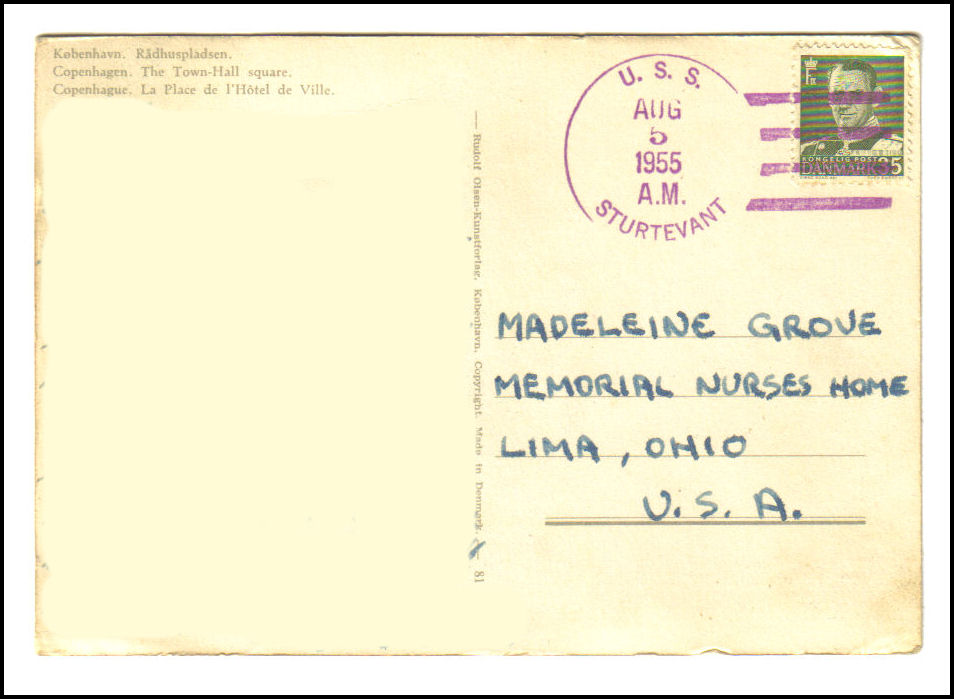 København. Rådhuspladsen.
Copenhagen. The Town-Hall square.
Copenhague. La Place de l'Hôtel de Ville.
— Rudolf Olsen-Kunstforlag, København. Copyright. Made in Denmark. — 81
U. S. S.
AUG
5
1955
A.M.
STURTEVANT
KONGELIG POST
DANMARK 35
MADELEINE GROVE
MEMORIAL NURSES HOME
LIMA, OHIO
U. S. A.